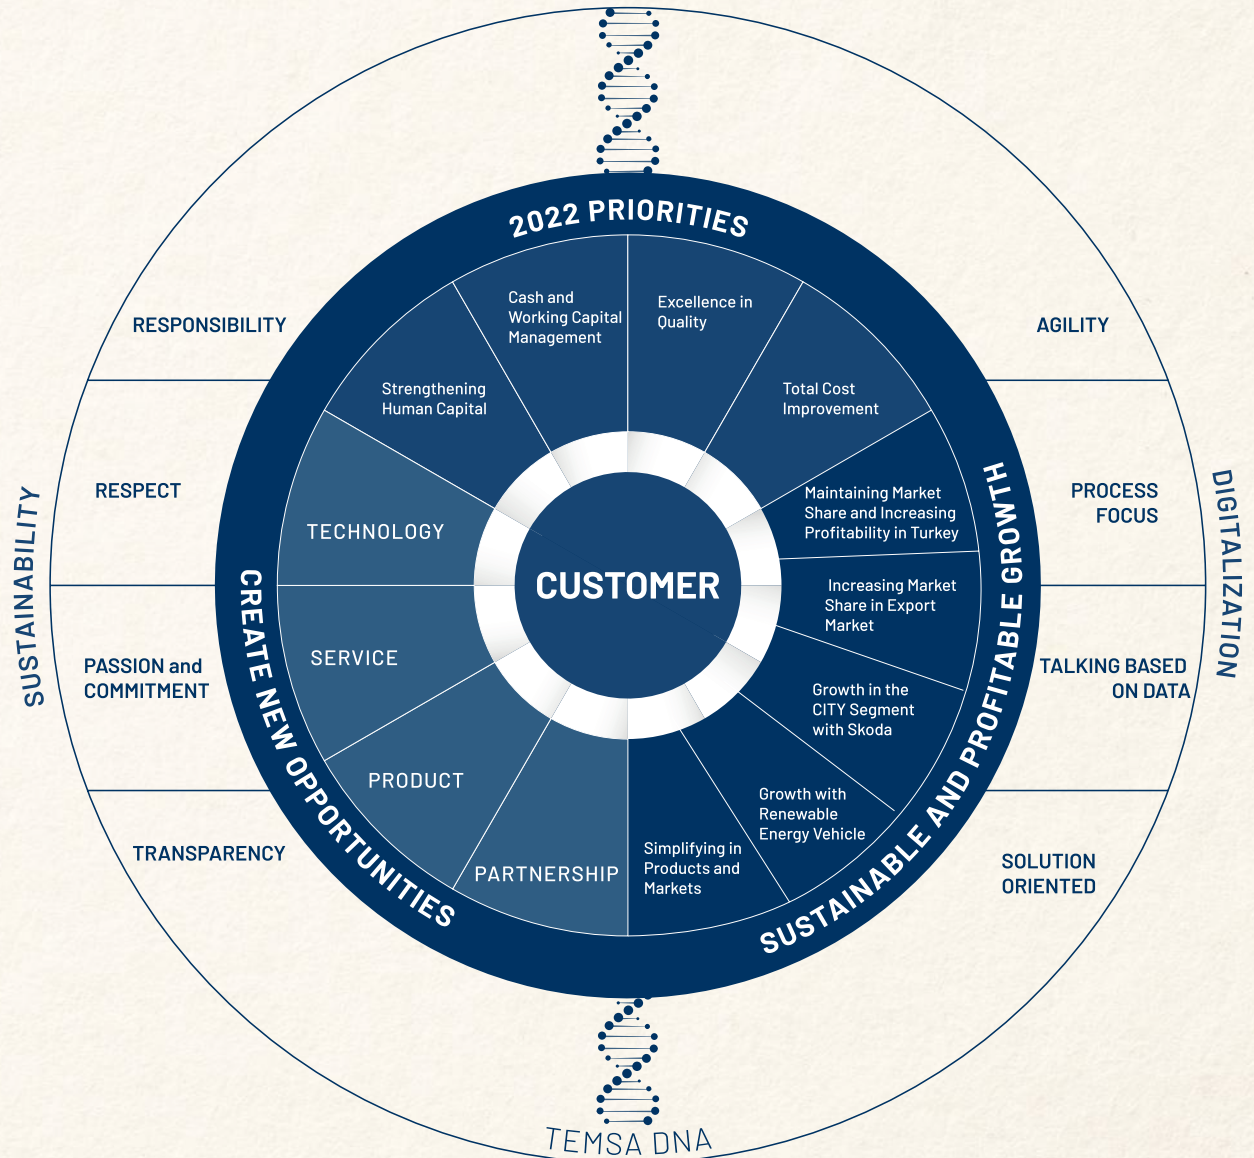 2022 PRIORITIES
Cash and
Working Capital
Management
Excellence in
Quality
Strengthening
Human Capital
Total Cost
Improvement
RESPONSIBILITY
AGILITY
RESPECT
PROCESS
FOCUS
PASSION and
COMMITMENT
TALKING BASED
ON DATA
TRANSPARENCY
SOLUTION
ORIENTED
SUSTAINABILITY
DIGITALIZATION
CREATE NEW OPPORTUNITIES
TECHNOLOGY
SERVICE
PRODUCT
PARTNERSHIP
CUSTOMER
SUSTAINABLE AND PROFITABLE GROWTH
Maintaining Market
Share and Increasing
Profitability in Turkey
Increasing Market
Share in Export
Market
Growth in the
CITY Segment
with Skoda
Growth with
Renewable
Energy Vehicle
Simplifying in
Products and
Markets
TEMSA DNA